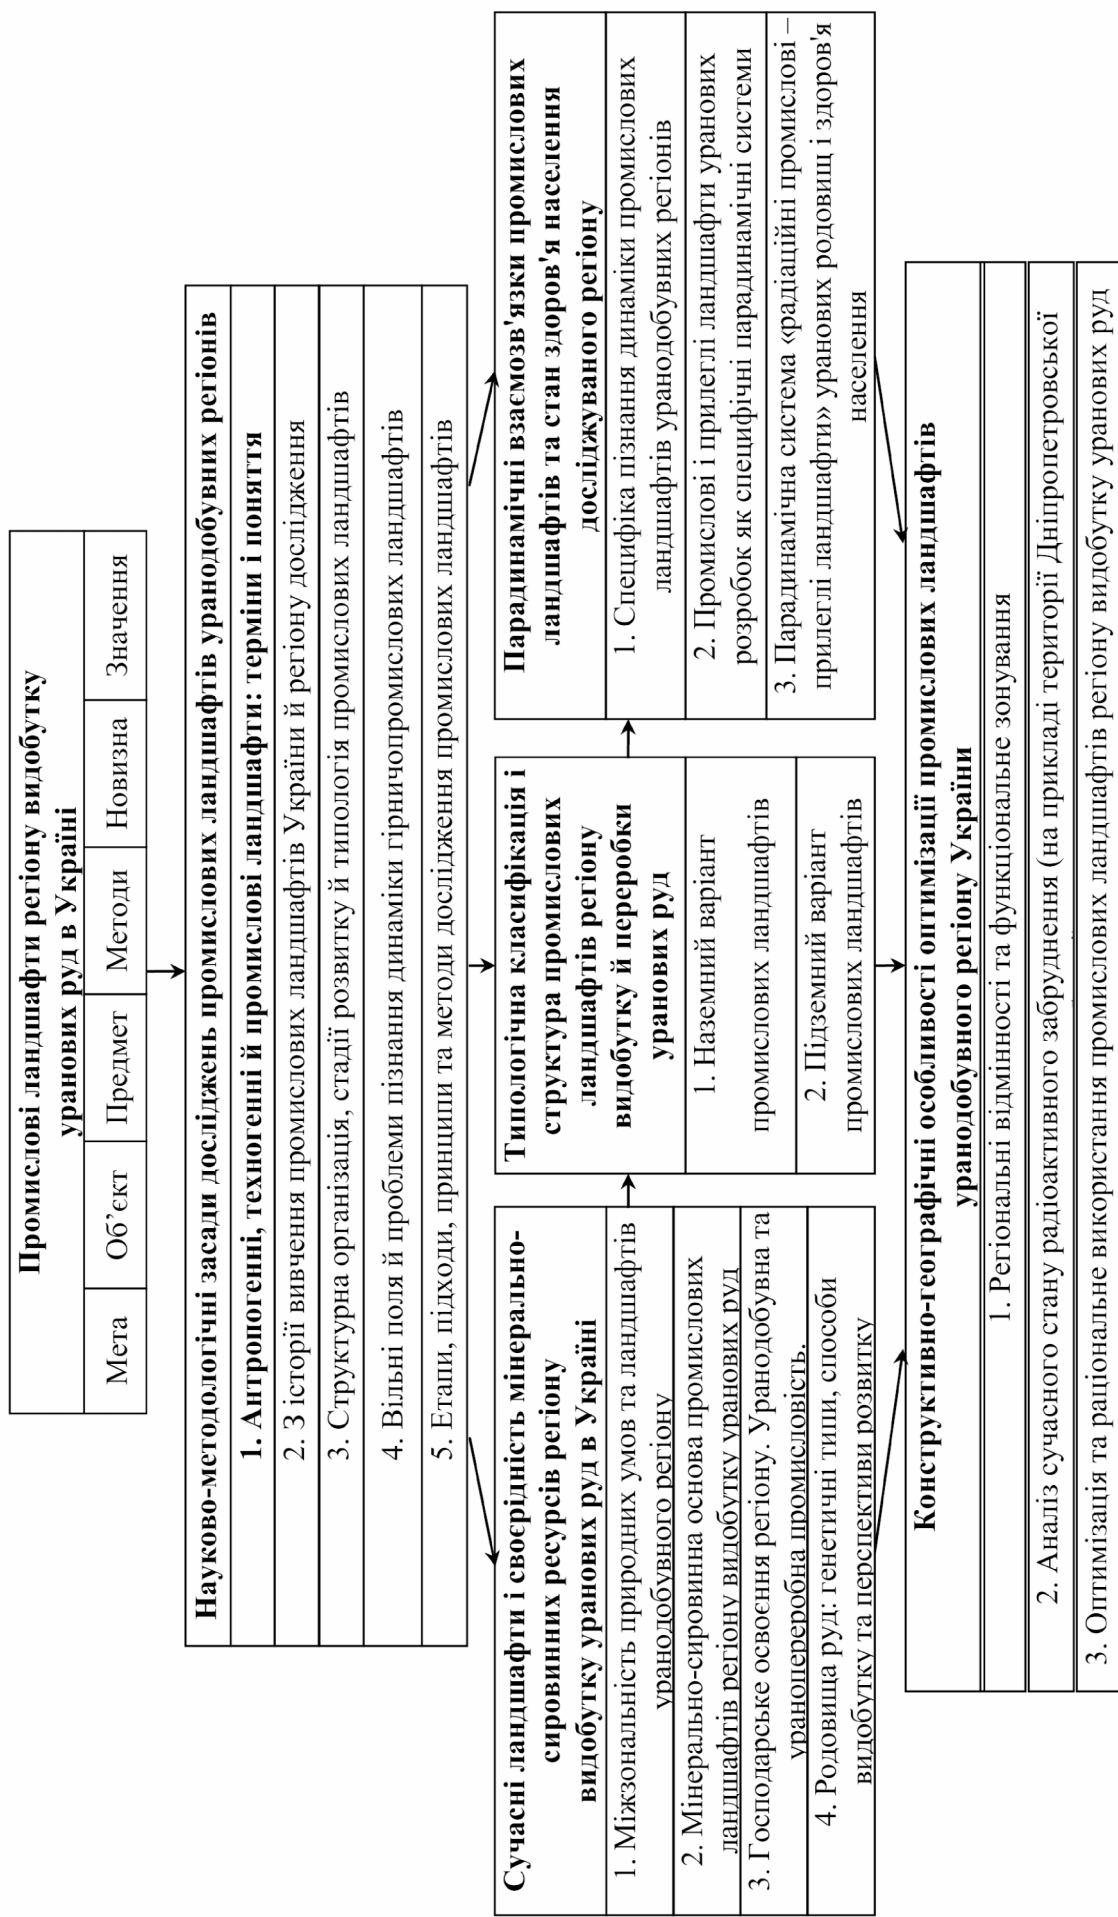 Промислові ландшафти регіону видобутку
уранових руд в Україні
Мета
Об’єкт
Предмет
Методи
Новизна
Значення
Науково-методологічні засади досліджень промислових ландшафтів уранодобувних регіонів
1. Антропогенні, техногенні й промислові ландшафти: терміни і поняття
2. З історії вивчення промислових ландшафтів України й регіону дослідження
3. Структурна організація, стадії розвитку й типологія промислових ландшафтів
4. Вільні поля й проблеми пізнання динаміки гірничопромислових ландшафтів
5. Етапи, підходи, принципи та методи дослідження промислових ландшафтів
Сучасні ландшафти і своєрідність мінерально-
сировинних ресурсів регіону
видобутку уранових руд в Україні
1. Міжзональність природних умов та ландшафтів
уранодобувного регіону
2. Мінерально-сировинна основа промислових
ландшафтів регіону видобутку уранових руд
3. Господарське освоєння регіону. Уранодобувна та
ураноперероб­на промисловість.
4. Родовища руд: генетичні типи, способи
видобутку та перспективи розвитку
Типологічна класифікація і
структура промислових
ландшафтів регіону
видобутку й переробки
уранових руд
1. Наземний варіант
промислових ландшафтів
2. Підземний варіант
промислових ландшафтів
Парадинамічні взаємозв'язки промислових
ландшафтів та стан здоров'я населення
досліджуваного регіону
1. Специфіка пізнання динаміки промислових
ландшафтів уранодобувних регіонів
2. Промислові і прилеглі ландшафти уранових
розробок як специфічні парадинамічні системи
3. Парадинамічна система «радіаційні промислові –
прилеглі ландшафти» уранових родовищ і здоров'я
населення
Конструктивно-географічні особливості оптимізації промислових ландшафтів
уранодобувного регіону України
1. Регіональні відмінності та функціональне зонування
2. Аналіз сучасного стану радіоактивного забруднення (на прикладі території Дніпропетровської
3. Оптимізація та раціональне використання промислових ландшафтів регіону видобутку уранових руд